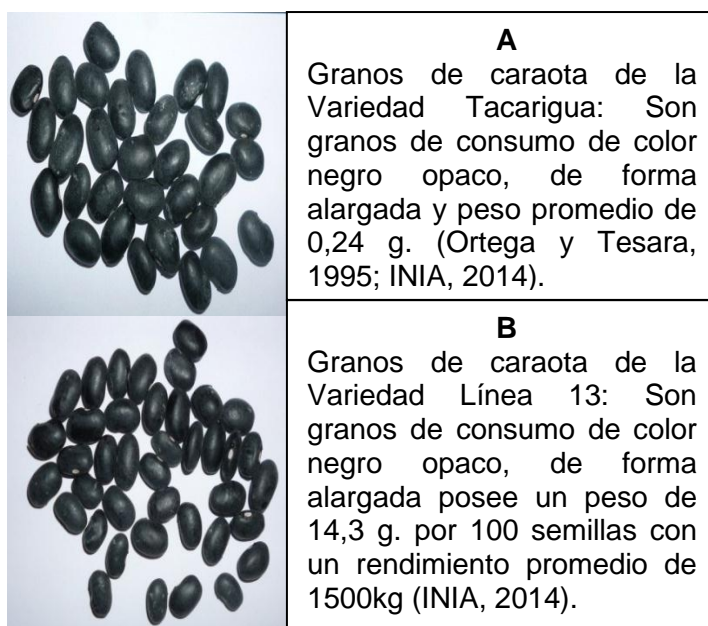 A
Granos de caraota de la
Variedad Tacarigua: Son
granos de consumo de color
negro opaco, de forma
alargada y peso promedio de
0,24 g. (Ortega y Tesara,
1995; INIA, 2014).
B
Granos de caraota de la
Variedad Línea 13: Son
granos de consumo de color
negro opaco, de forma
alargada posee un peso de
14,3 g. por 100 semillas con
un rendimiento promedio de
1500kg (INIA, 2014).